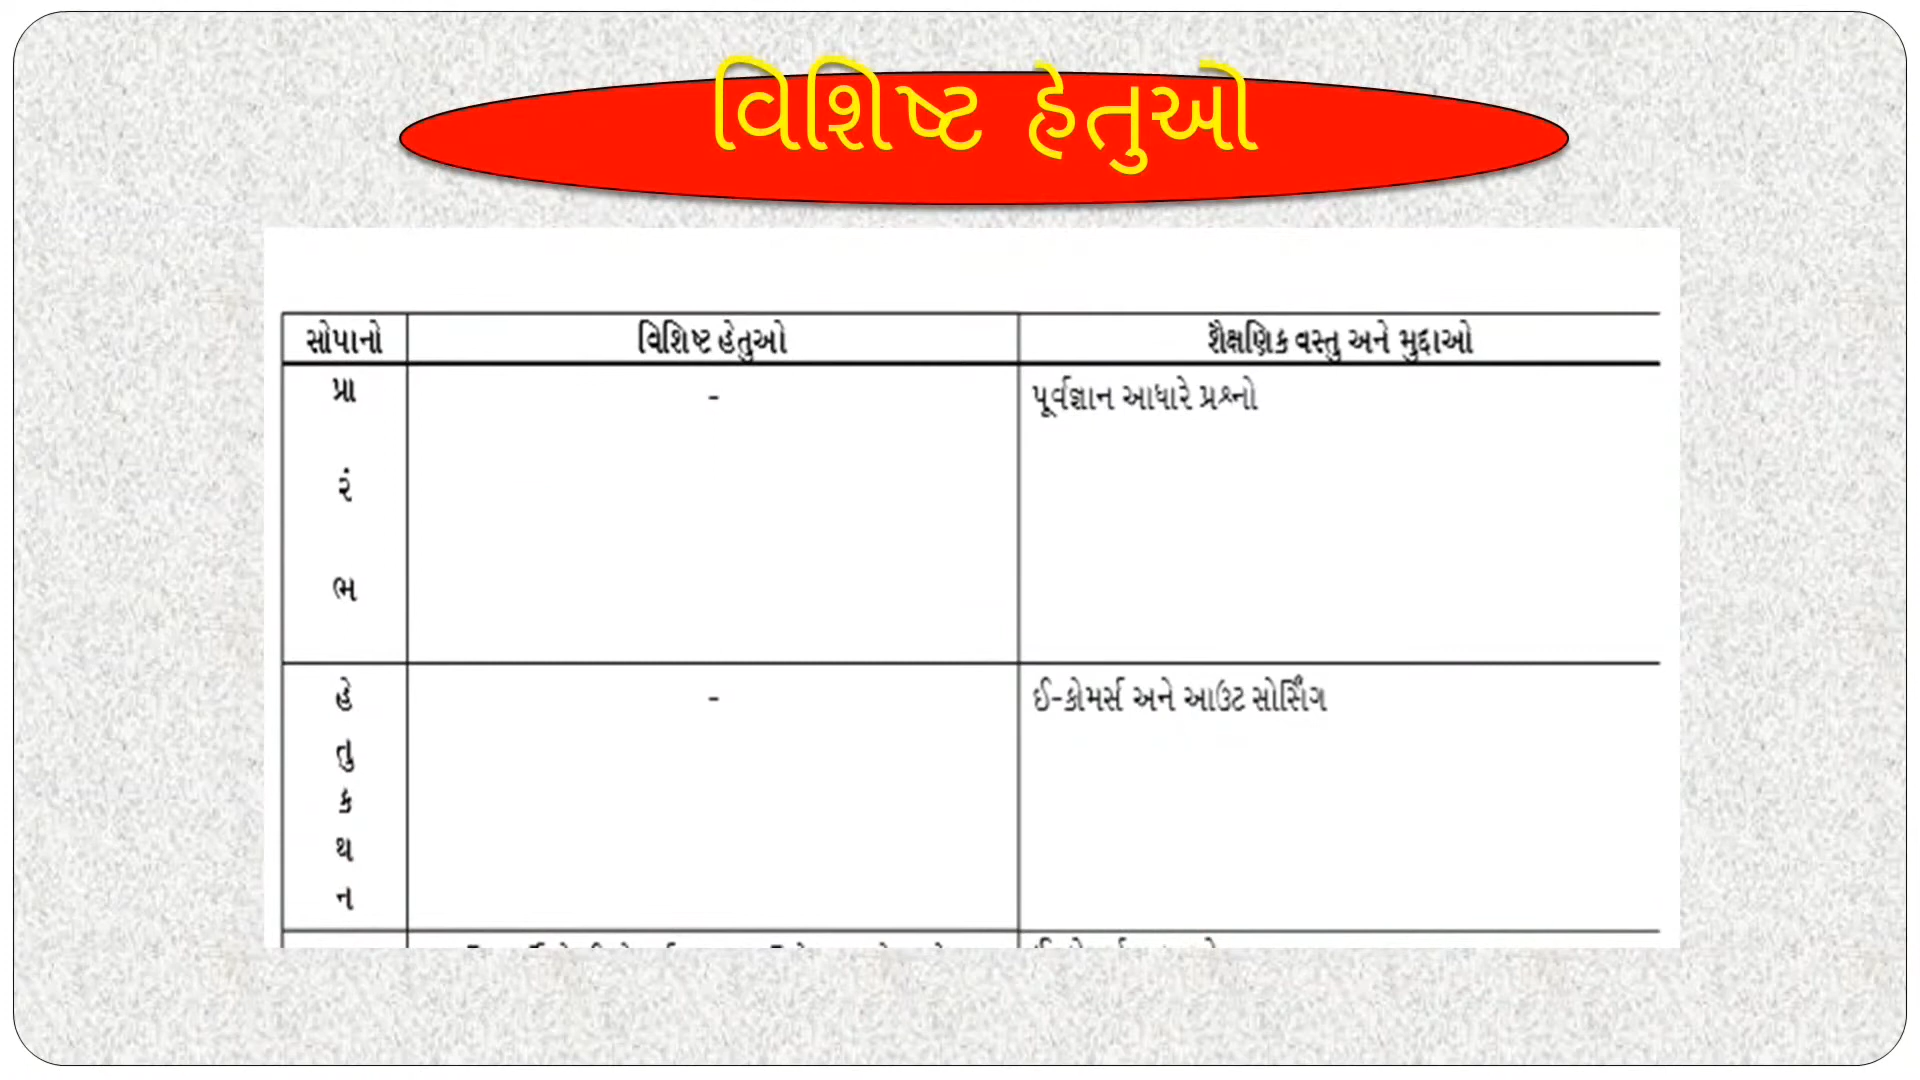 વિશિષ્ટ હેતુઓ
સોપાનો વિશિષ્ટ હેતુઓ શૈક્ષણિક વસ્તુ અને મુદ્દાઓ
પ્રા - પૂર્વજ્ઞાન આધારે પ્રશ્નો
રં
ભ
હે - ઈ-કોમર્સ અને આઉટ સોર્સિંગ
તુ
ક
થ
ન